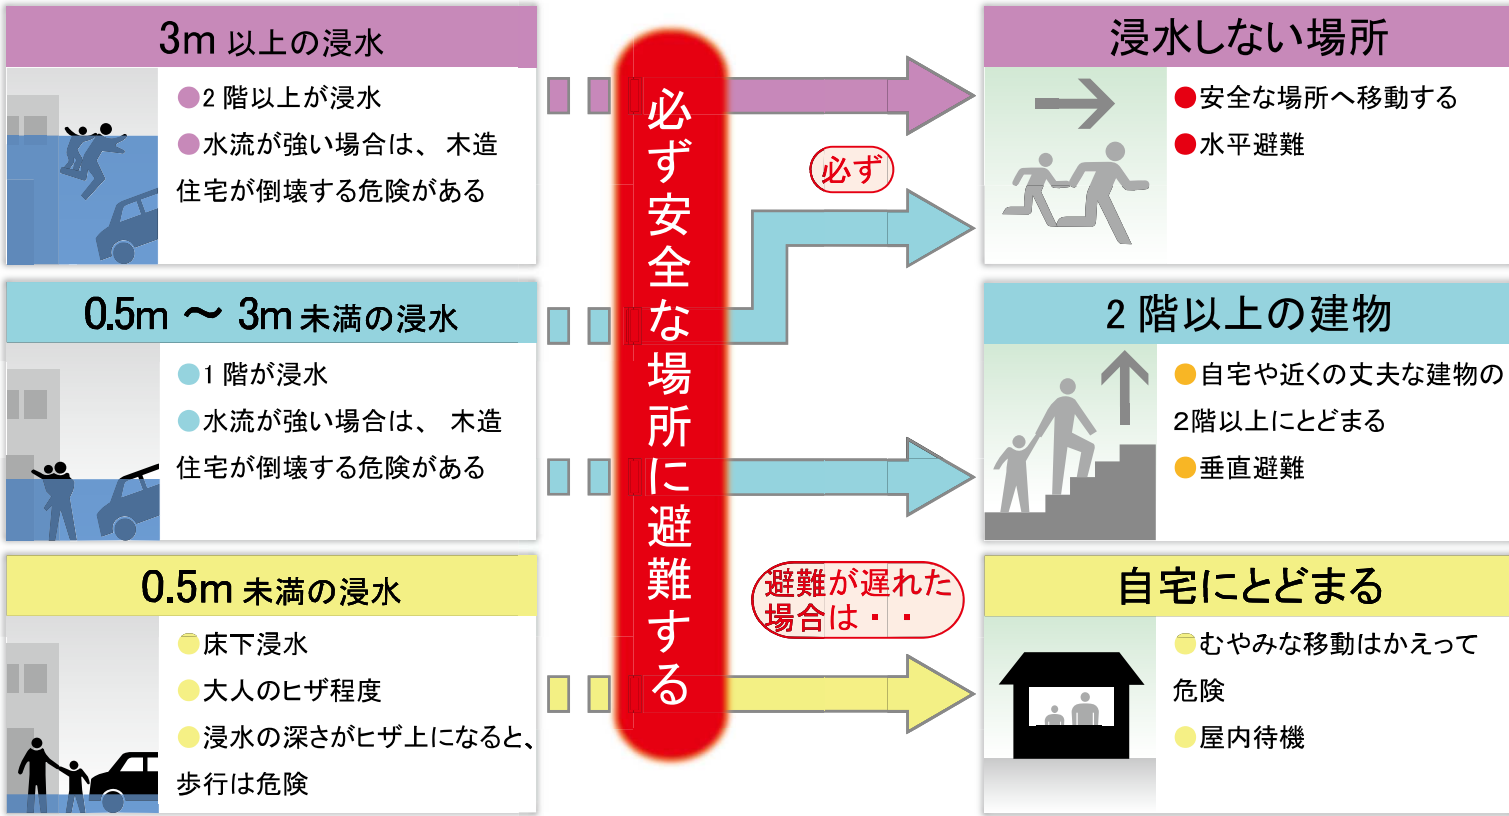 3m 以上の浸水
●2 階以上が浸水
●水流が強い場合は、 木造
住宅が倒壊する危険がある
0.5m ～ 3m 未満の浸水
●1 階が浸水
●水流が強い場合は、 木造
住宅が倒壊する危険がある
0.5m 未満の浸水
●床下浸水
●大人のヒザ程度
●浸水の深さがヒザ上になると、
歩行は危険
必ず安全な場所に避難する
必ず
避難が遅れた
場合は・・
浸水しない場所
●安全な場所へ移動する
●水平避難
2 階以上の建物
●自宅や近くの丈夫な建物の
2階以上にとどまる
●垂直避難
自宅にとどまる
●むやみな移動はかえって
危険
●屋内待機